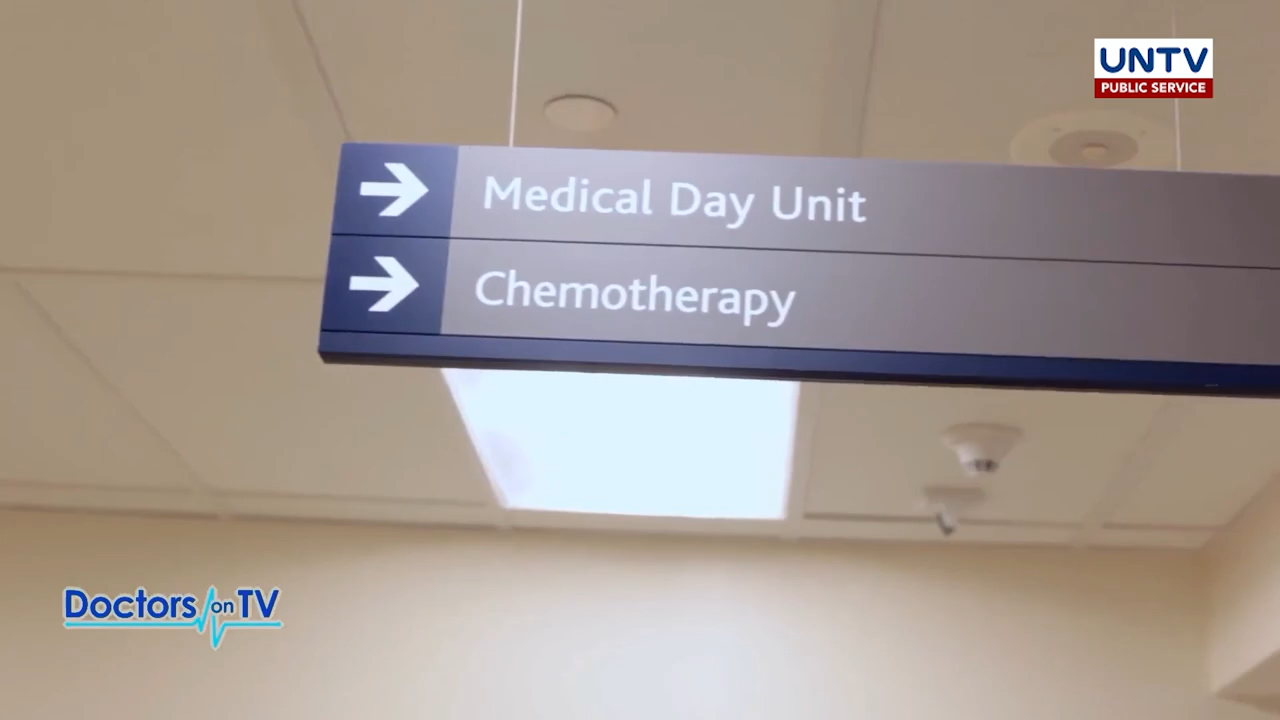 UNTV
PUBLIC SERVICE
Medical Day Unit
Chemotherapy
Doctors on TV